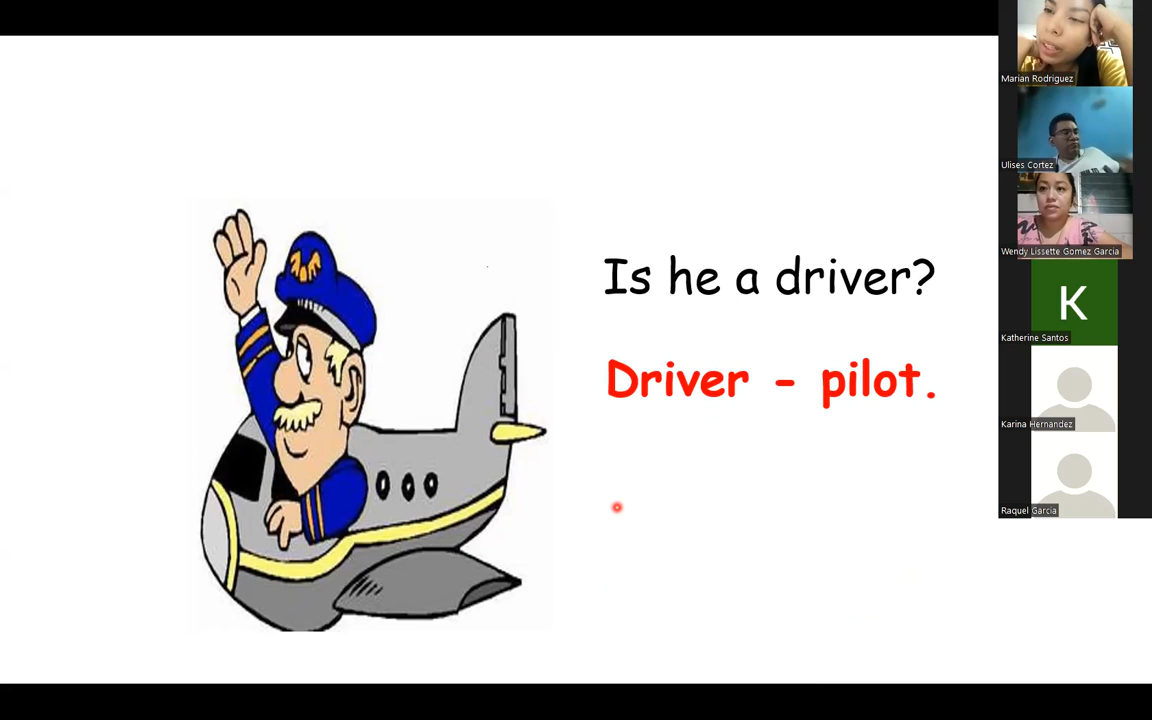 Is he a driver?
Driver - pilot.
Marian Rodriguez
Ulises Cortez
Wendy Lissette Gomez Garcia
K
Katherine Santos
Karina Hernandez
Raquel Garcia